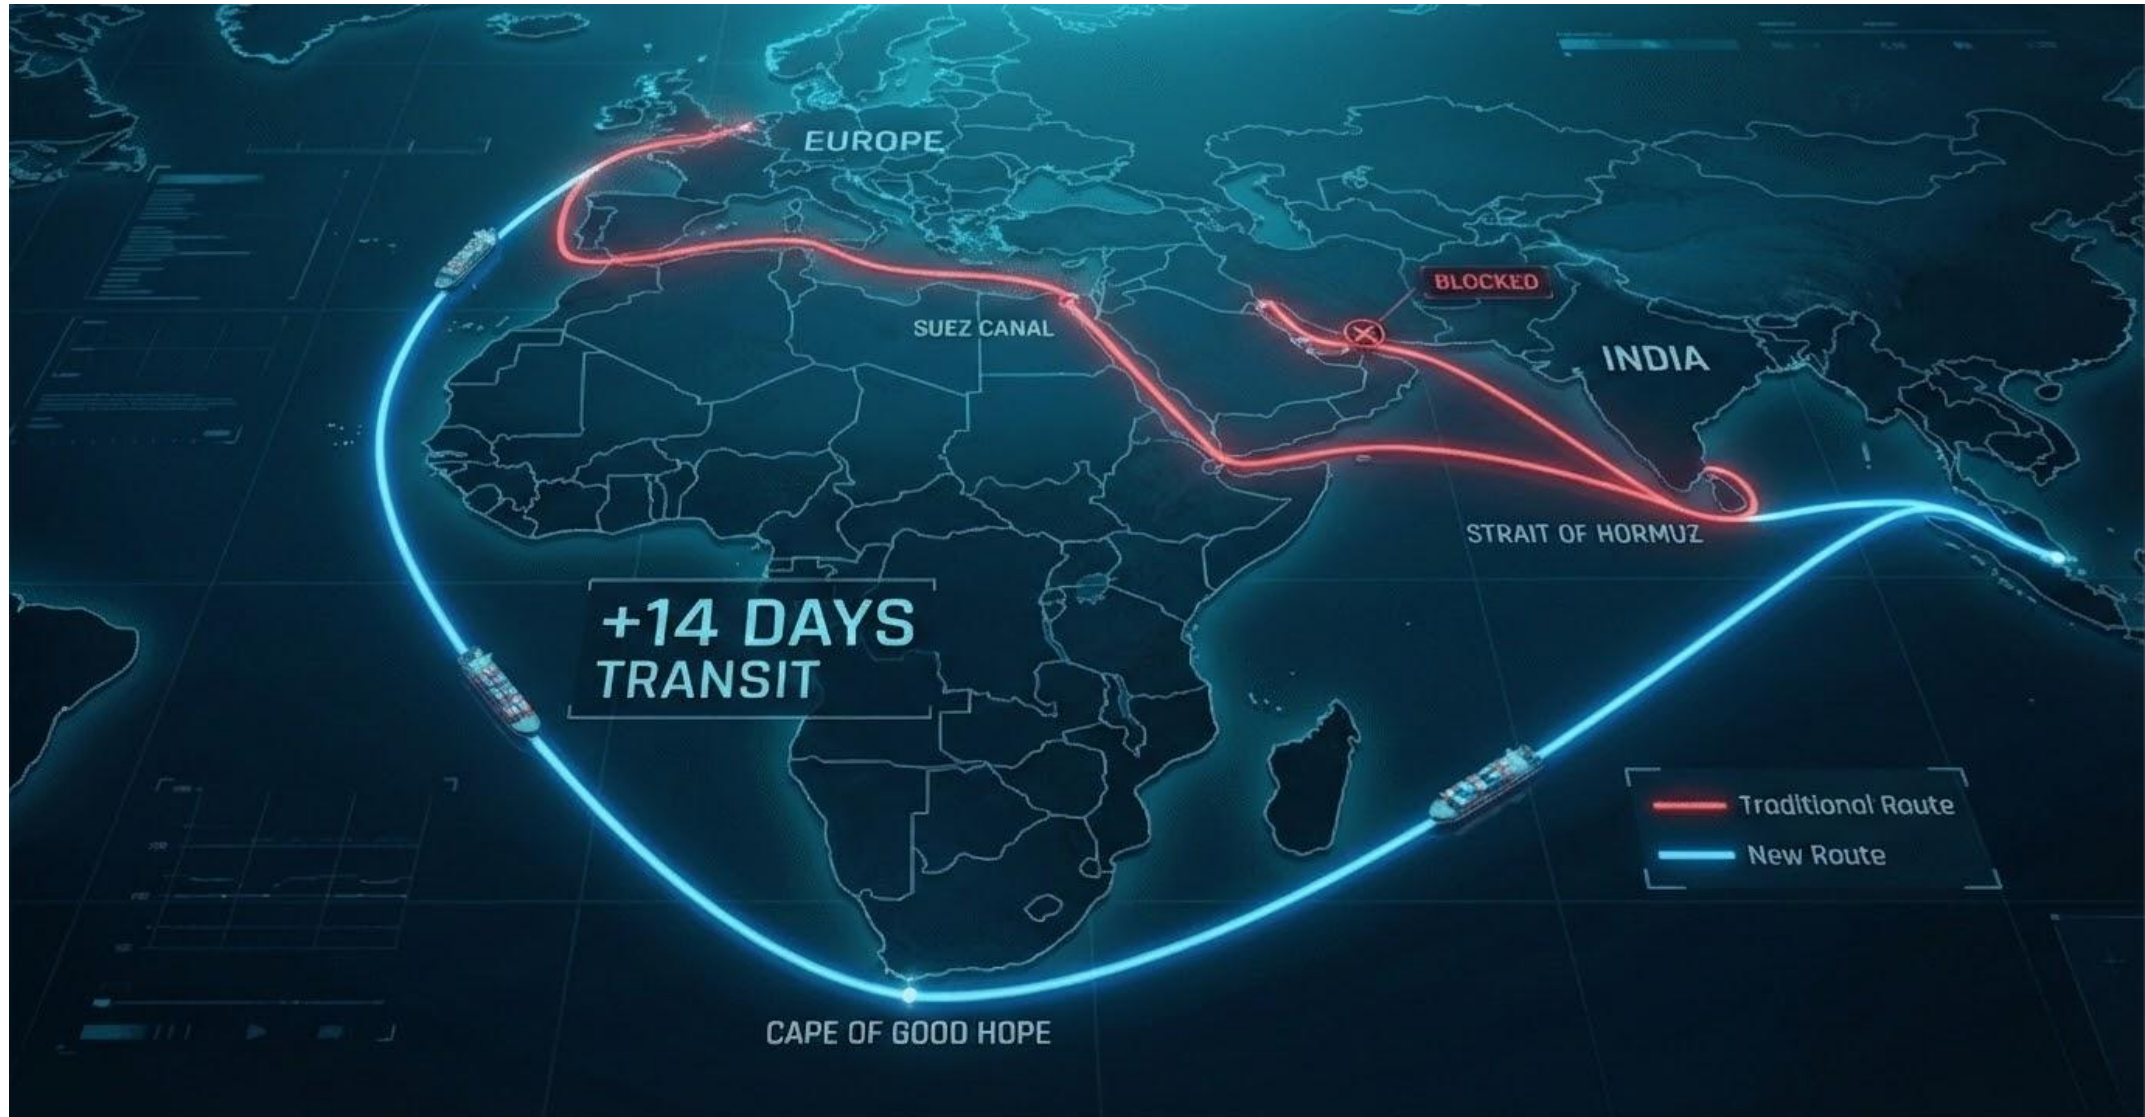 EUROPE
BLOCKED
SUEZ CANAL
INDIA
STRAIT OF HORMUZ
+14 DAYS
TRANSIT
Traditional Route
New Route
CAPE OF GOOD HOPE